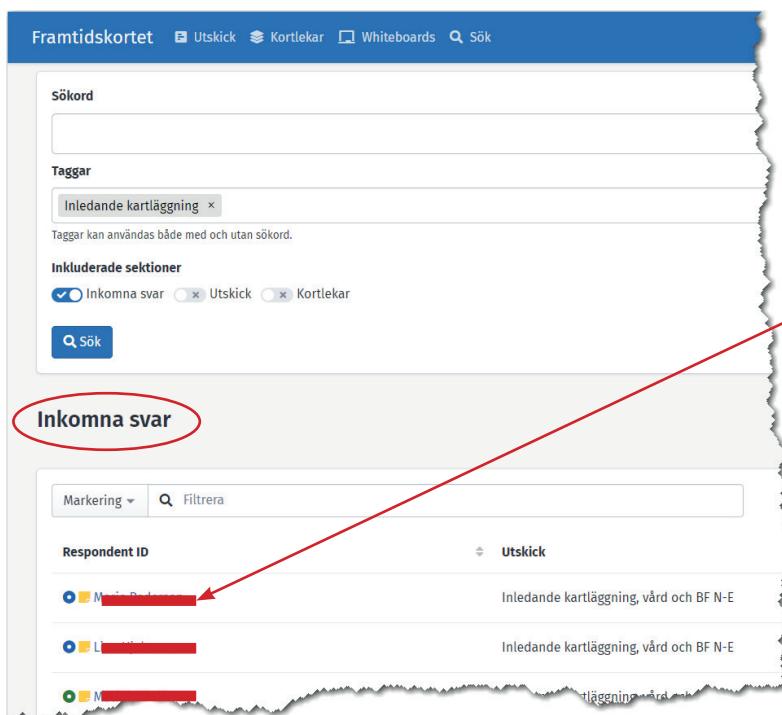 Framtidskortet Utskick Kortlekar Whiteboards Sök
Sökord
Taggar
Inledande kartläggning ×
Taggar kan användas både med och utan sökord.
Inkluderade sektioner
Inkomna svar Utskick Kortlekar
Sök
Inkomna svar
Markering Filtrera
Respondent ID Utskick
Inledande kartläggning, vård och BF N-E
Inledande kartläggning, vård och BF N-E